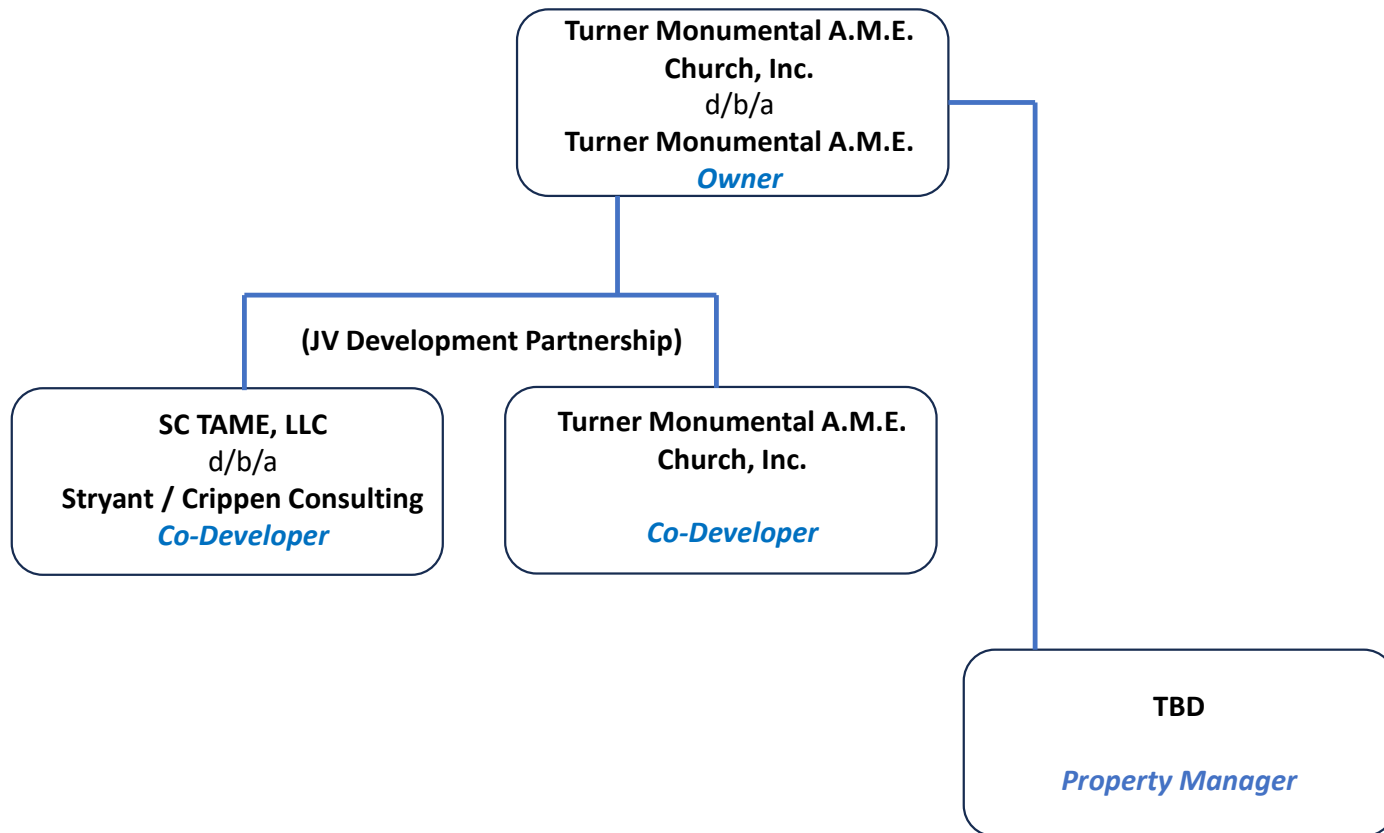 Turner Monumental A.M.E.
Church, Inc.
d/b/a
Turner Monumental A.M.E.
Owner
(JV Development Partnership)
SC TAME, LLC
d/b/a
Stryant / Crippen Consulting
Co-Developer
Turner Monumental A.M.E.
Church, Inc.
Co-Developer
TBD
Property Manager